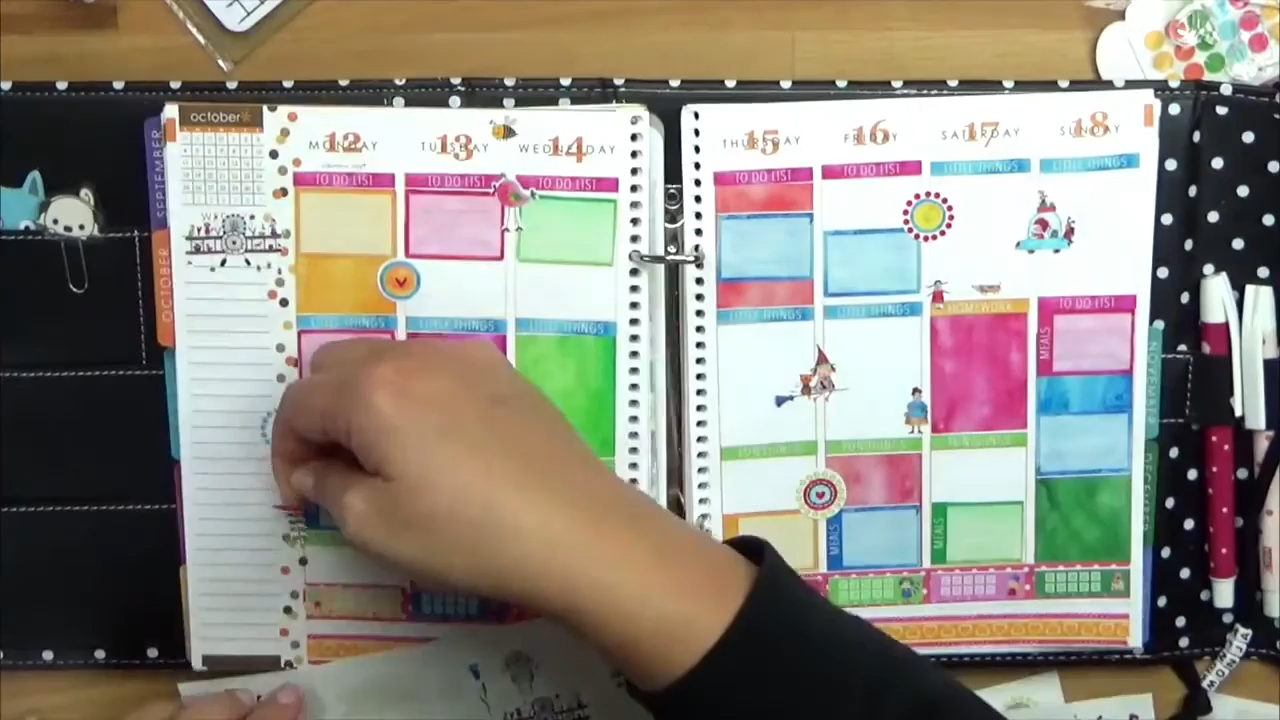 october
12
MONDAY
13
TUESDAY
14
WEDNESDAY
15
THURSDAY
16
FRIDAY
17
SATURDAY
18
SUNDAY
TO DO LIST
TO DO LIST
TO DO LIST
TO DO LIST
TO DO LIST
LITTLE THINGS
LITTLE THINGS
LITTLE THINGS
LITTLE THINGS
LITTLE THINGS
LITTLE THINGS
LITTLE THINGS
HOMEWORK
TO DO LIST
MEALS
MEALS
MEALS
SEPTEMBER
OCTOBER
NOVEMBER
DECEMBER